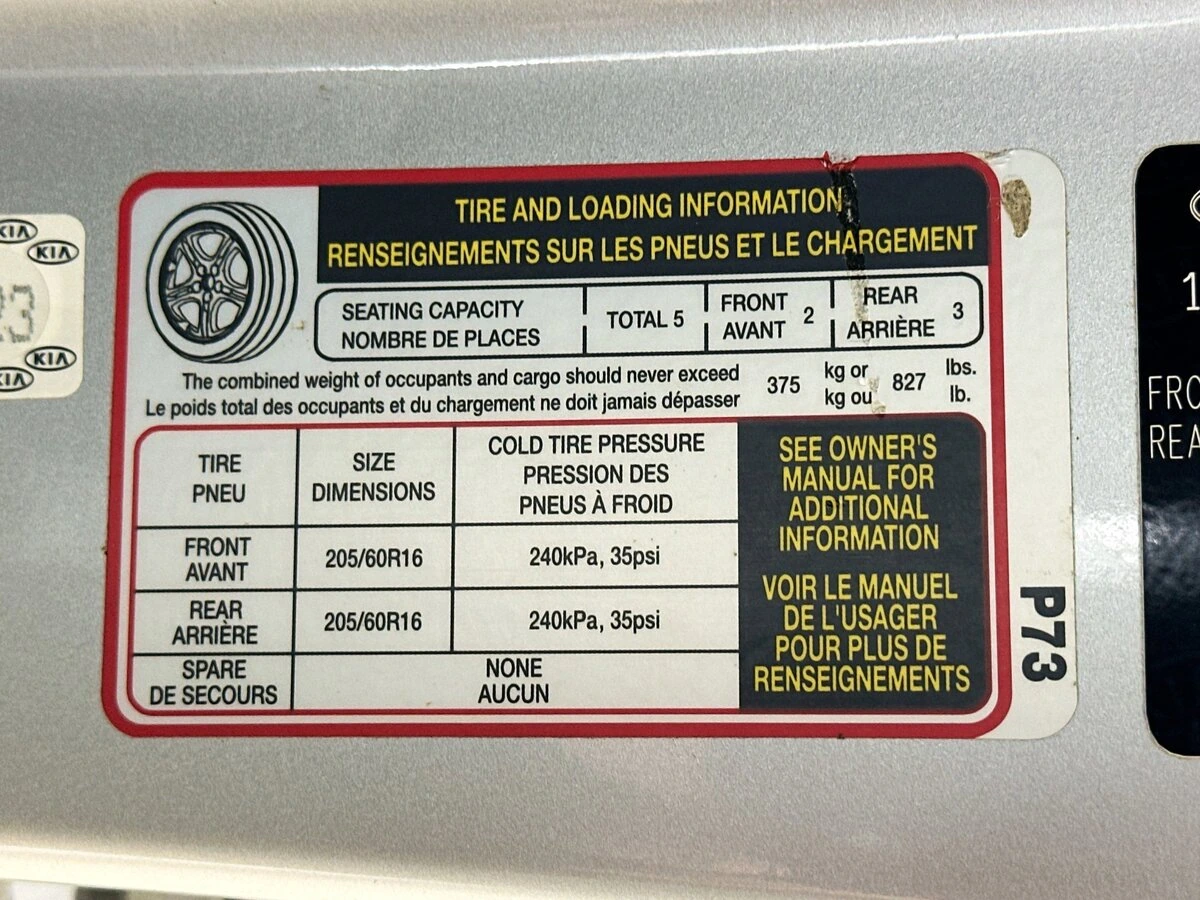 KIA
KIA
23
KIA
KIA
TIRE AND LOADING INFORMATION
RENSEIGNEMENTS SUR LES PNEUS ET LE CHARGEMENT
SEATING CAPACITY
NOMBRE DE PLACES
TOTAL 5
FRONT
AVANT
2
REAR
ARRIÈRE
3
The combined weight of occupants and cargo should never exceed
Le poids total des occupants et du chargement ne doit jamais dépasser
375
kg or
kg ou
827
lbs.
lb.
TIRE
PNEU
SIZE
DIMENSIONS
COLD TIRE PRESSURE
PRESSION DES
PNEUS À FROID
FRONT
AVANT
205/60R16
240kPa, 35psi
REAR
ARRIÈRE
205/60R16
240kPa, 35psi
SPARE
DE SECOURS
NONE
AUCUN
SEE OWNER'S
MANUAL FOR
ADDITIONAL
INFORMATION
VOIR LE MANUEL
DE L'USAGER
POUR PLUS DE
RENSEIGNEMENTS
P73
1
FRO
REA